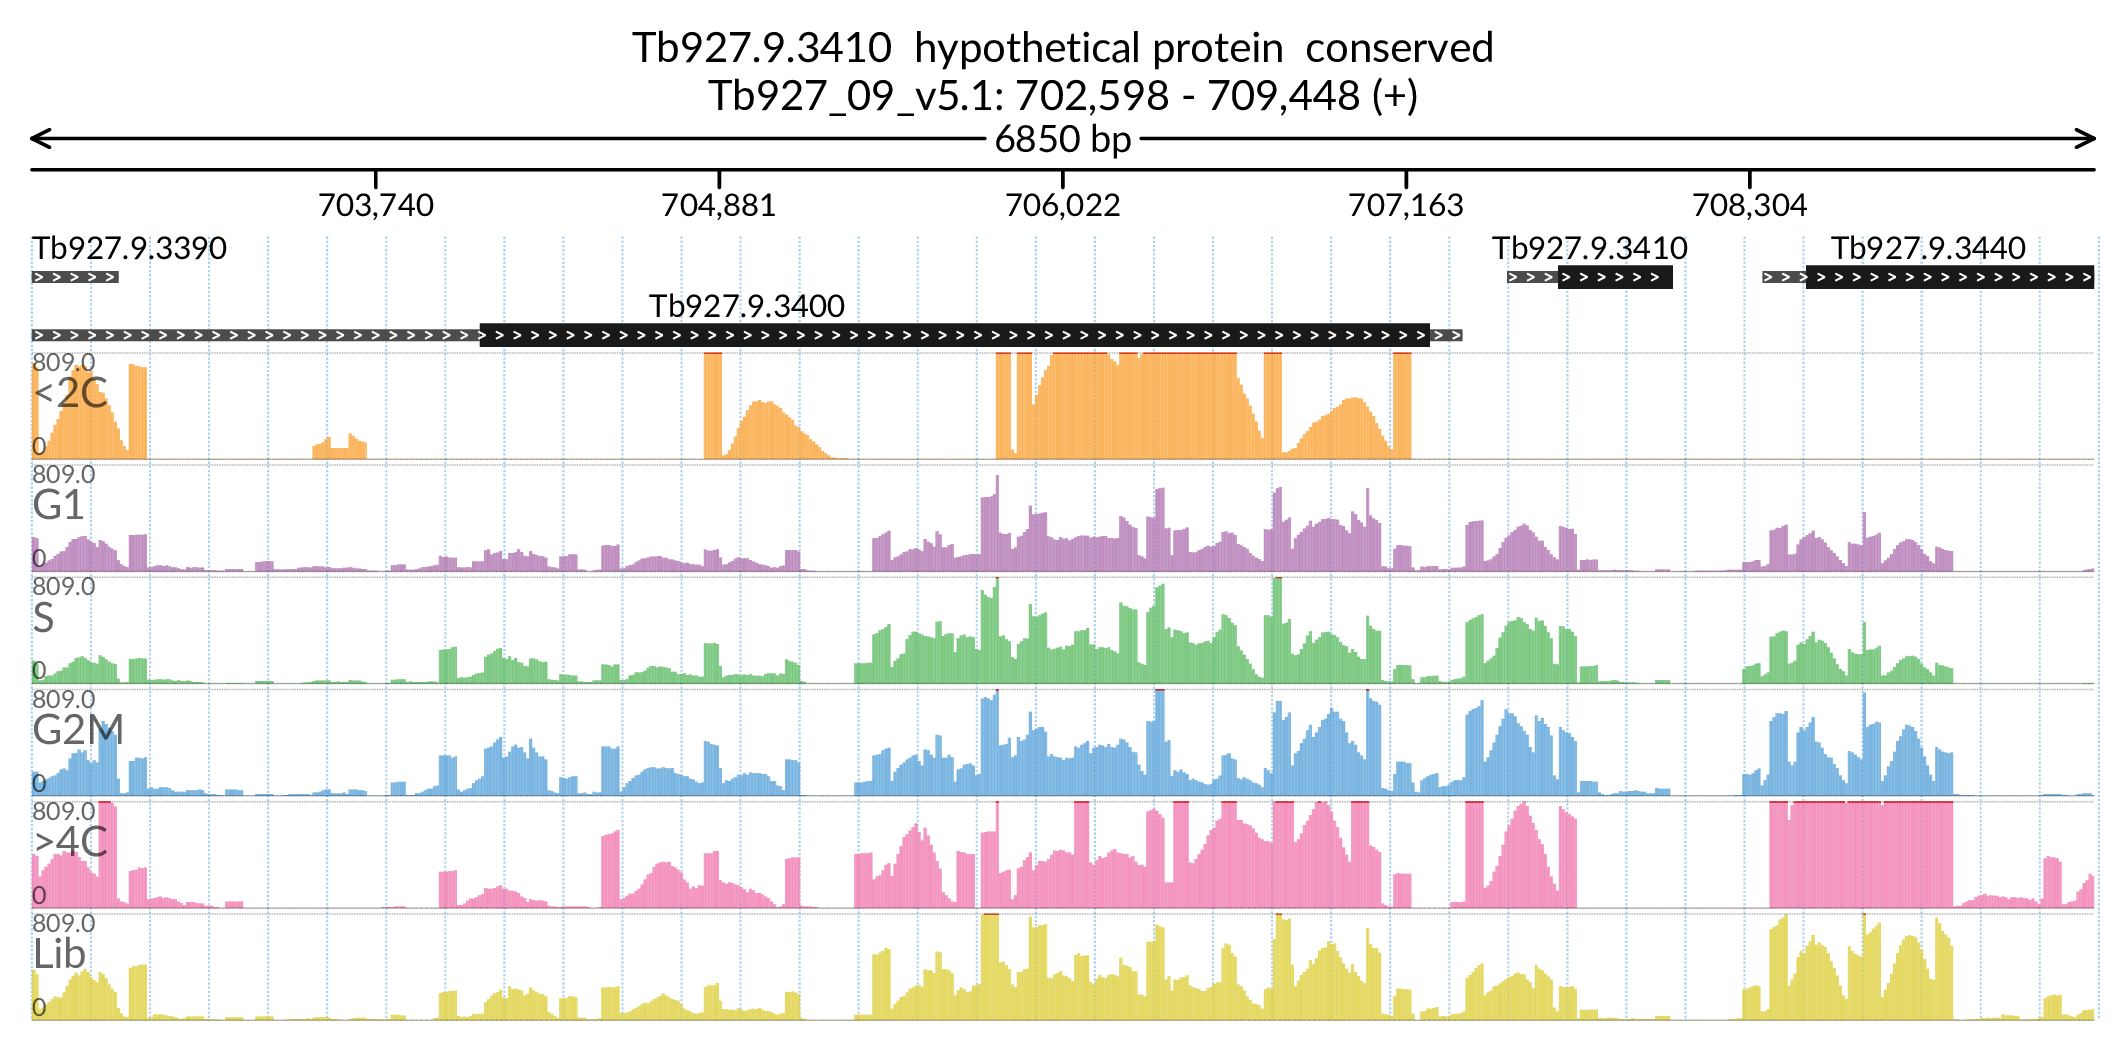 Tb927.9.3410  hypothetical protein  conserved
Tb927_09_v5.1: 702,598 - 709,448 (+)
6850 bp
703,740 704,881 706,022 707,163 708,304
Tb927.9.3390 Tb927.9.3410 Tb927.9.3440
Tb927.9.3400
809.0
<2C
0
809.0
G1
0
809.0
S
0
809.0
G2M
0
809.0
>4C
0
809.0
Lib
0